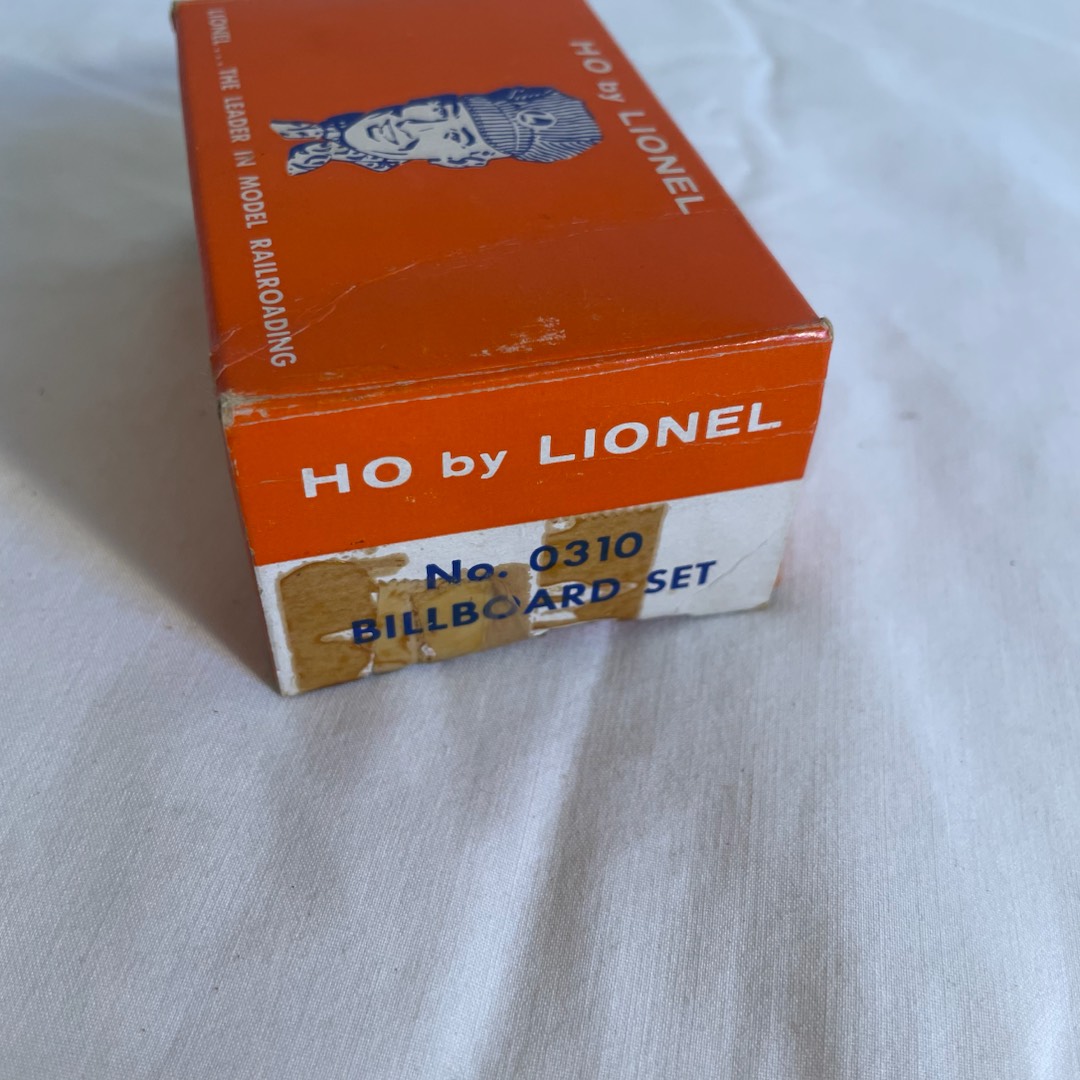 HO by LIONEL
LIONEL....THE LEADER IN MODEL RAILROADING
HO by LIONEL
No. 0310
BILLBOARD SET